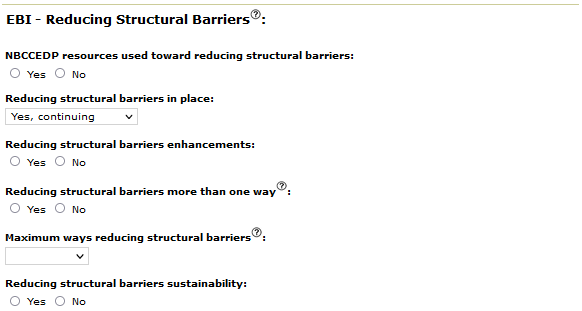 EBI - Reducing Structural Barriers?:
NBCCEDP resources used toward reducing structural barriers:
Yes No
Reducing structural barriers in place:
Yes, continuing
Reducing structural barriers enhancements:
Yes No
Reducing structural barriers more than one way?:
Yes No
Maximum ways reducing structural barriers?:
Reducing structural barriers sustainability:
Yes No